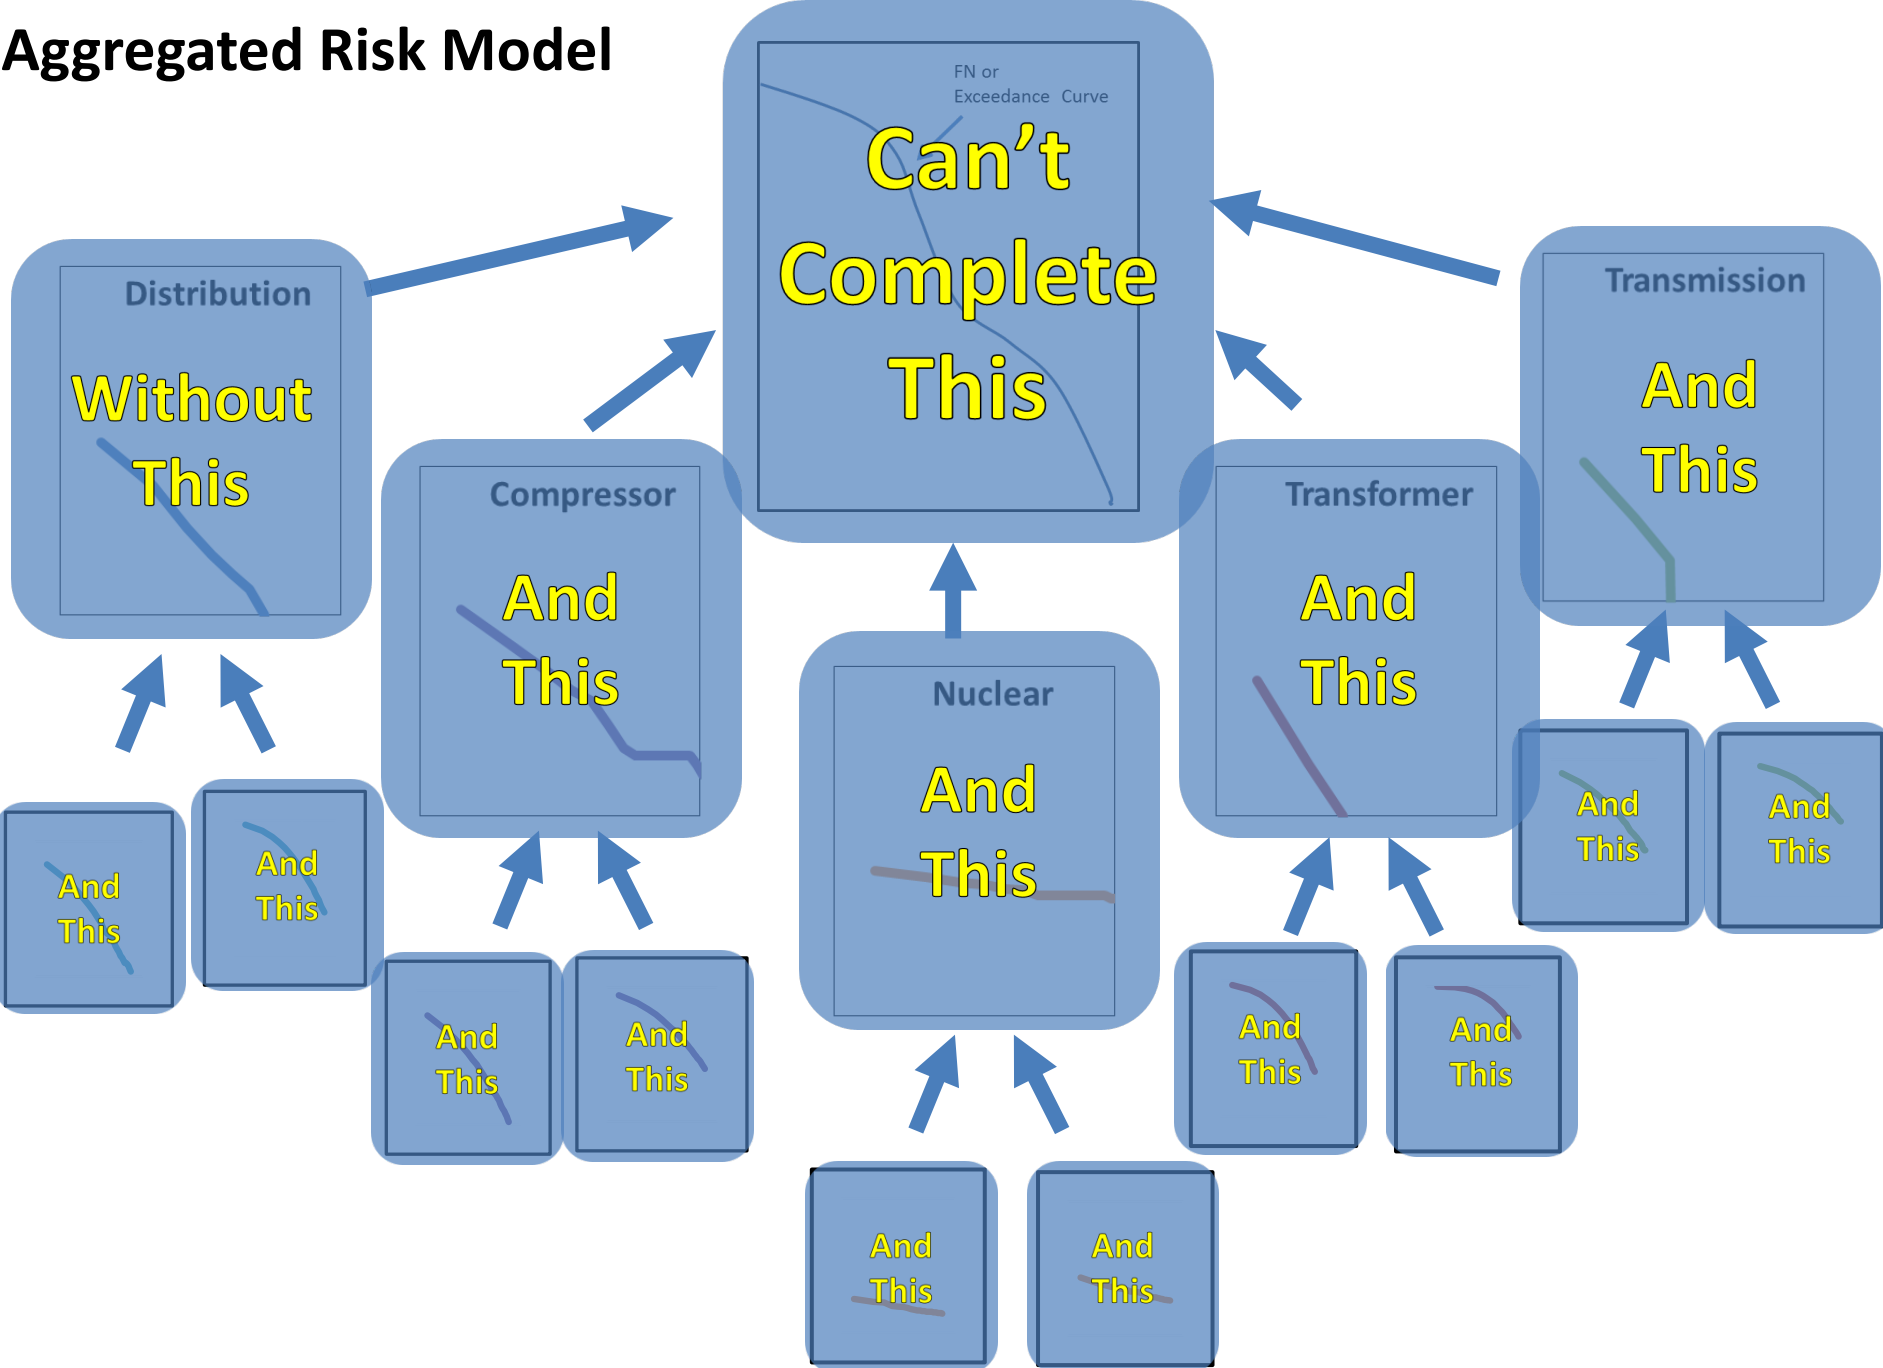 Aggregated Risk Model
FN or
Exceedance Curve
Can’t
Complete
This
Distribution
Without
This
Transmission
And
This
Compressor
And
This
Transformer
And
This
Nuclear
And
This
And
This
And
This
And
This
And
This
And
This
And
This
And
This
And
This
And
This
And
This